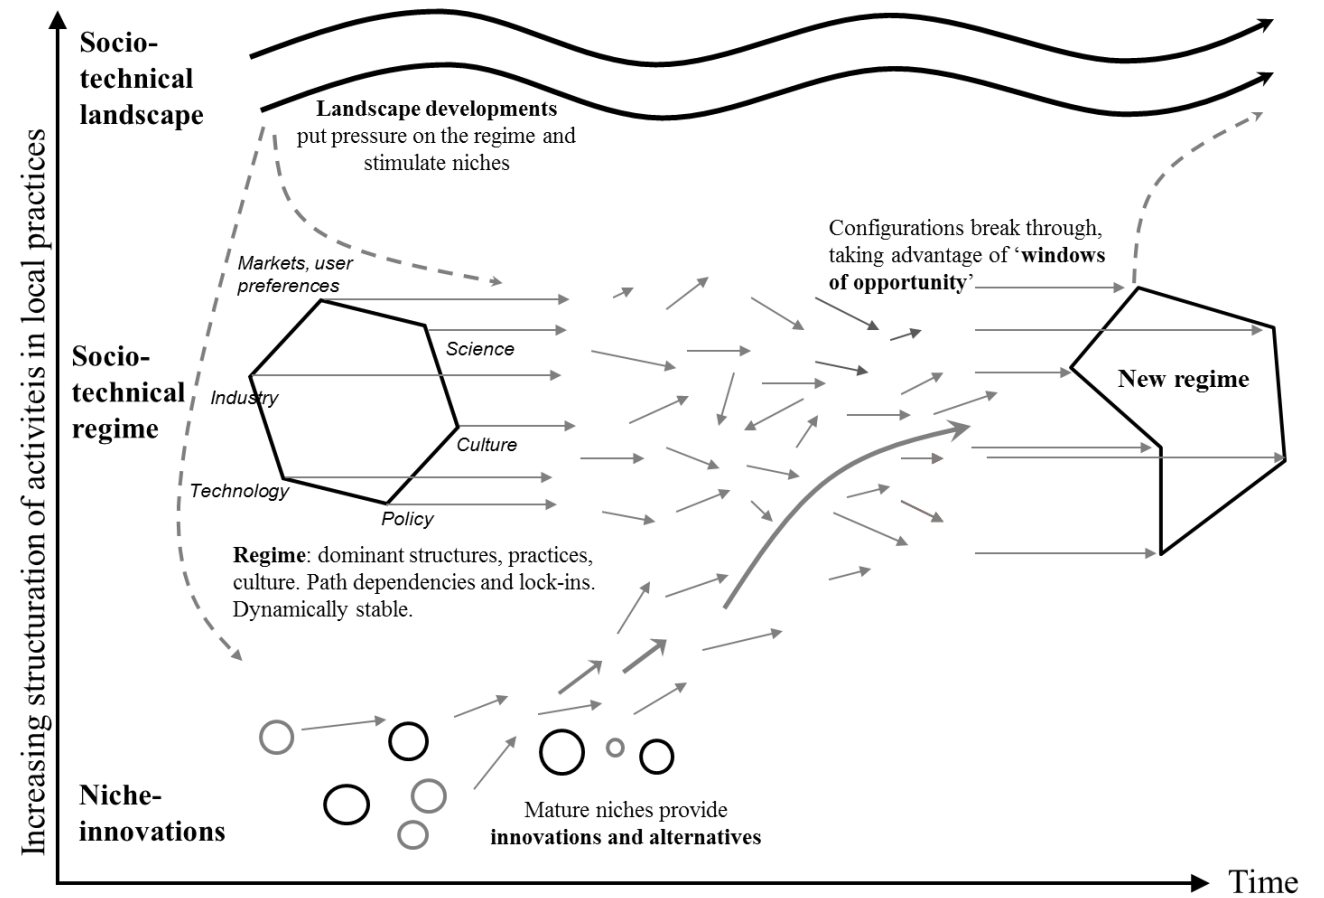 Increasing structuration of activiteis in local practices
Socio-
technical
landscape
Landscape developments
put pressure on the regime and
stimulate niches
Configurations break through,
taking advantage of ‘windows
of opportunity’
Markets, user
preferences
Science
Socio-
technical
regime
Industry
New regime
Culture
Technology
Policy
Regime: dominant structures, practices,
culture. Path dependencies and lock-ins.
Dynamically stable.
Niche-
innovations
Mature niches provide
innovations and alternatives
Time